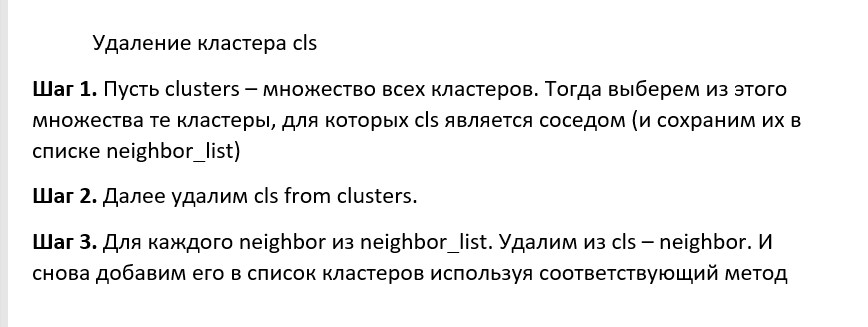 Удаление кластера cls
Шаг 1. Пусть clusters – множество всех кластеров. Тогда выберем из этого
множества те кластеры, для которых cls является соседом (и сохраним их в
списке neighbor_list)
Шаг 2. Далее удалим cls from clusters.
Шаг 3. Для каждого neighbor из neighbor_list. Удалим из cls – neighbor. И
снова добавим его в список кластеров используя соответствующий метод